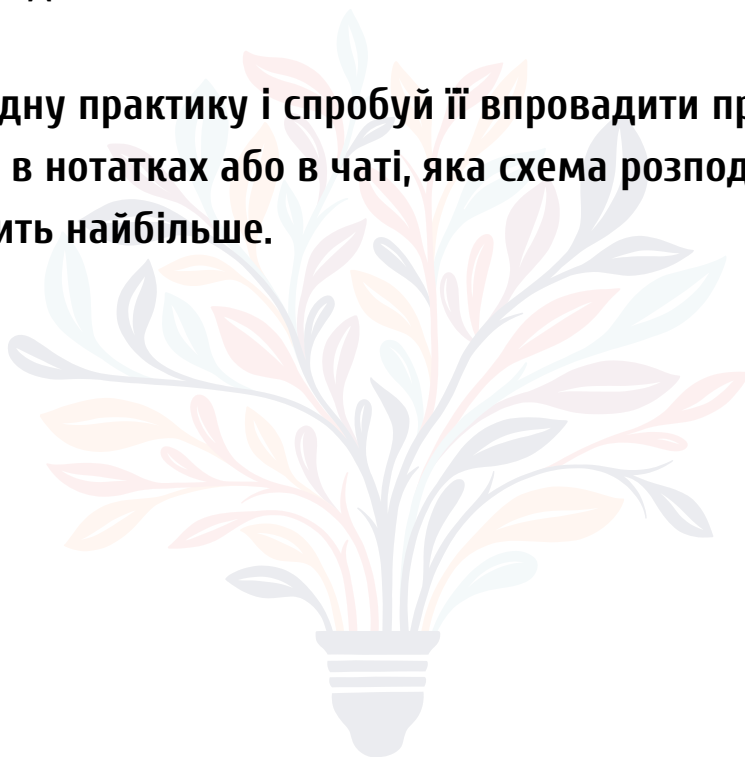 дну практику і спробуй її впровадити пр
в нотатках або в чаті, яка схема розпод
ить найбільше.